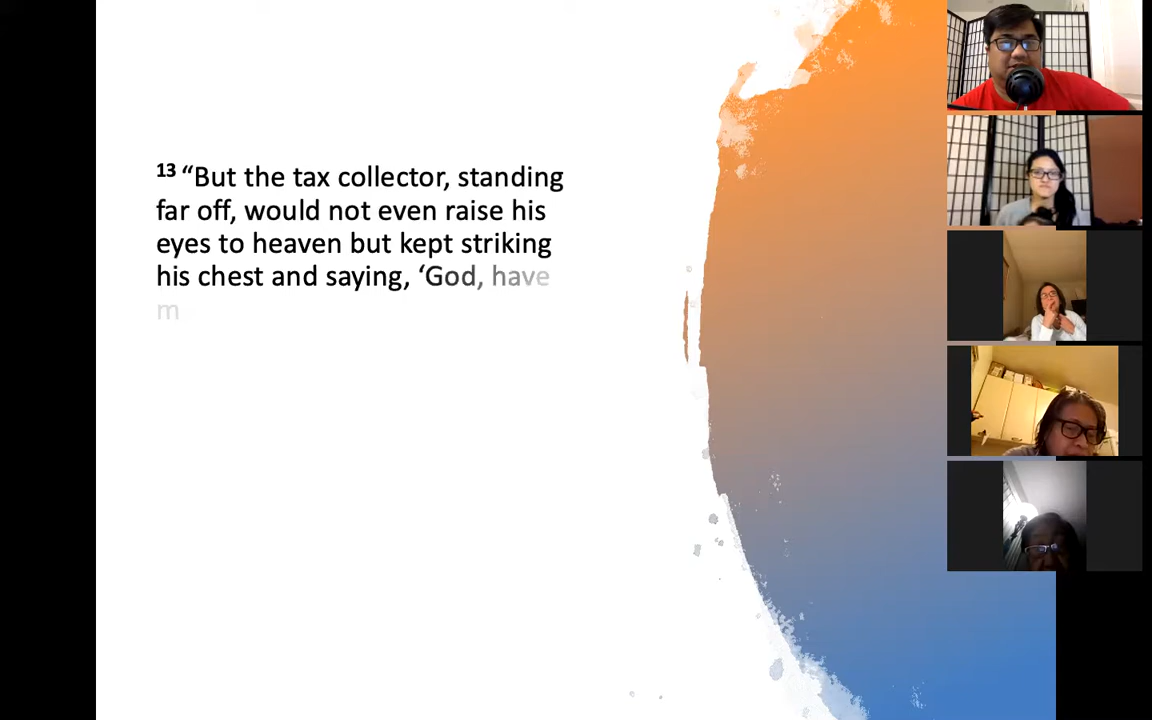 13 “But the tax collector, standing
far off, would not even raise his
eyes to heaven but kept striking
his chest and saying, ‘God, have
m